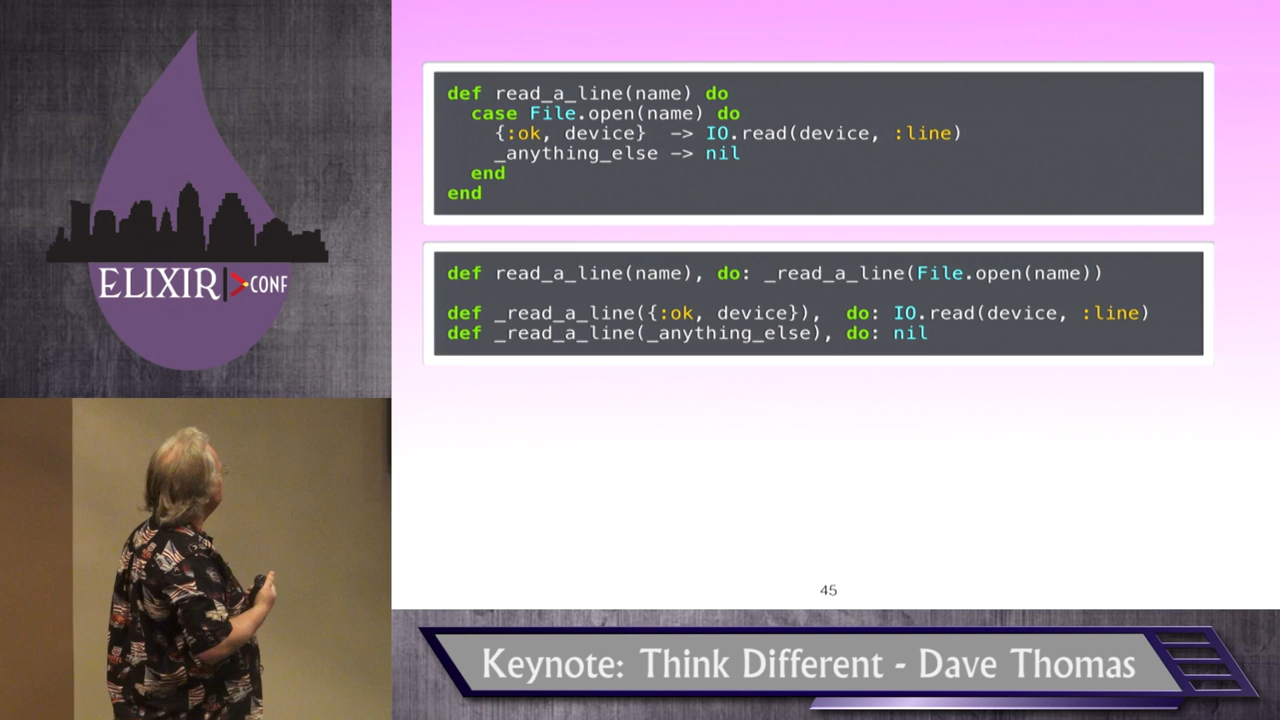 ELIXIR|>CONF
def read_a_line(name) do
  case File.open(name) do
    {:ok, device}  -> IO.read(device, :line)
    _anything_else -> nil
  end
end
def read_a_line(name), do: _read_a_line(File.open(name))
def _read_a_line({:ok, device}),  do: IO.read(device, :line)
def _read_a_line(_anything_else), do: nil
45
Keynote: Think Different - Dave Thomas